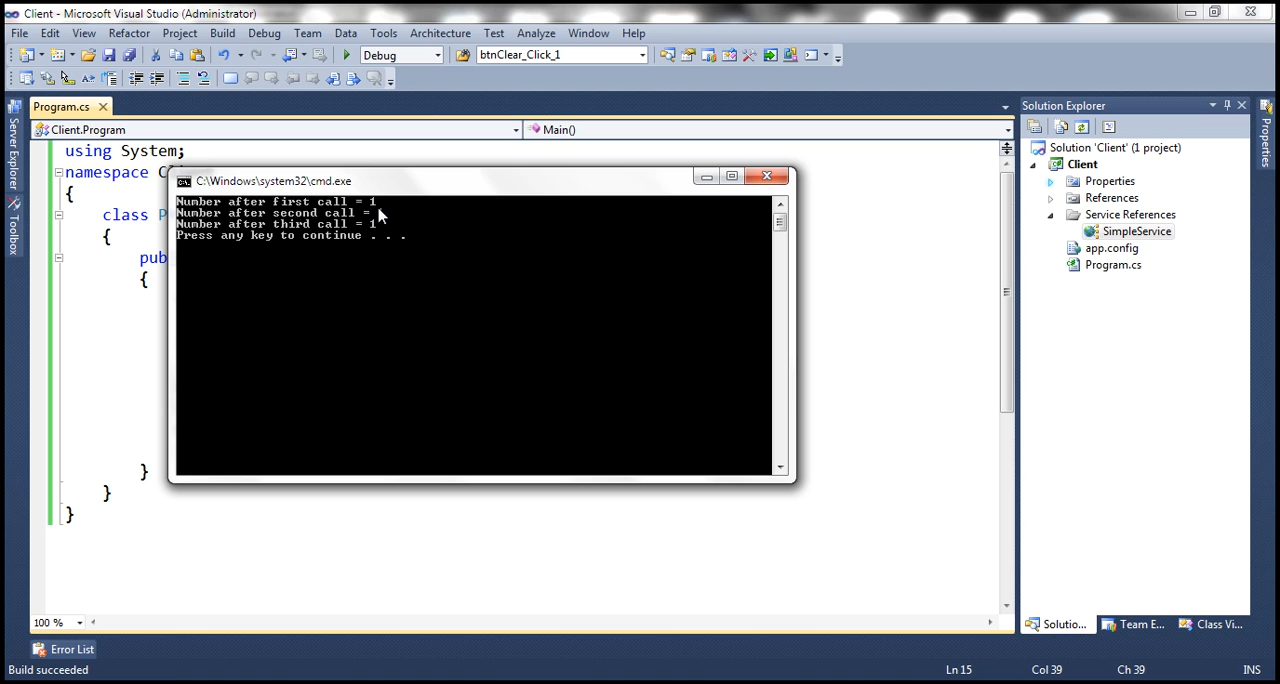 Client - Microsoft Visual Studio (Administrator)
File Edit View Refactor Project Build Debug Team Data Tools Architecture Test Analyze Window Help
Debug btnClear_Click_1
Program.cs
Client.Program Main()
using System;
namespace C
{
class P
{
pub
{
}
}
}
C:\Windows\system32\cmd.exe
Number after first call = 1
Number after second call =
Number after third call = 1
Press any key to continue . . .
Server Explorer
Toolbox
Solution Explorer
Solution 'Client' (1 project)
Client
Properties
References
Service References
SimpleService
app.config
Program.cs
Properties
100 %
Solutio... Team E... Class Vi...
Error List
Build succeeded Ln 15 Col 39 Ch 39 INS